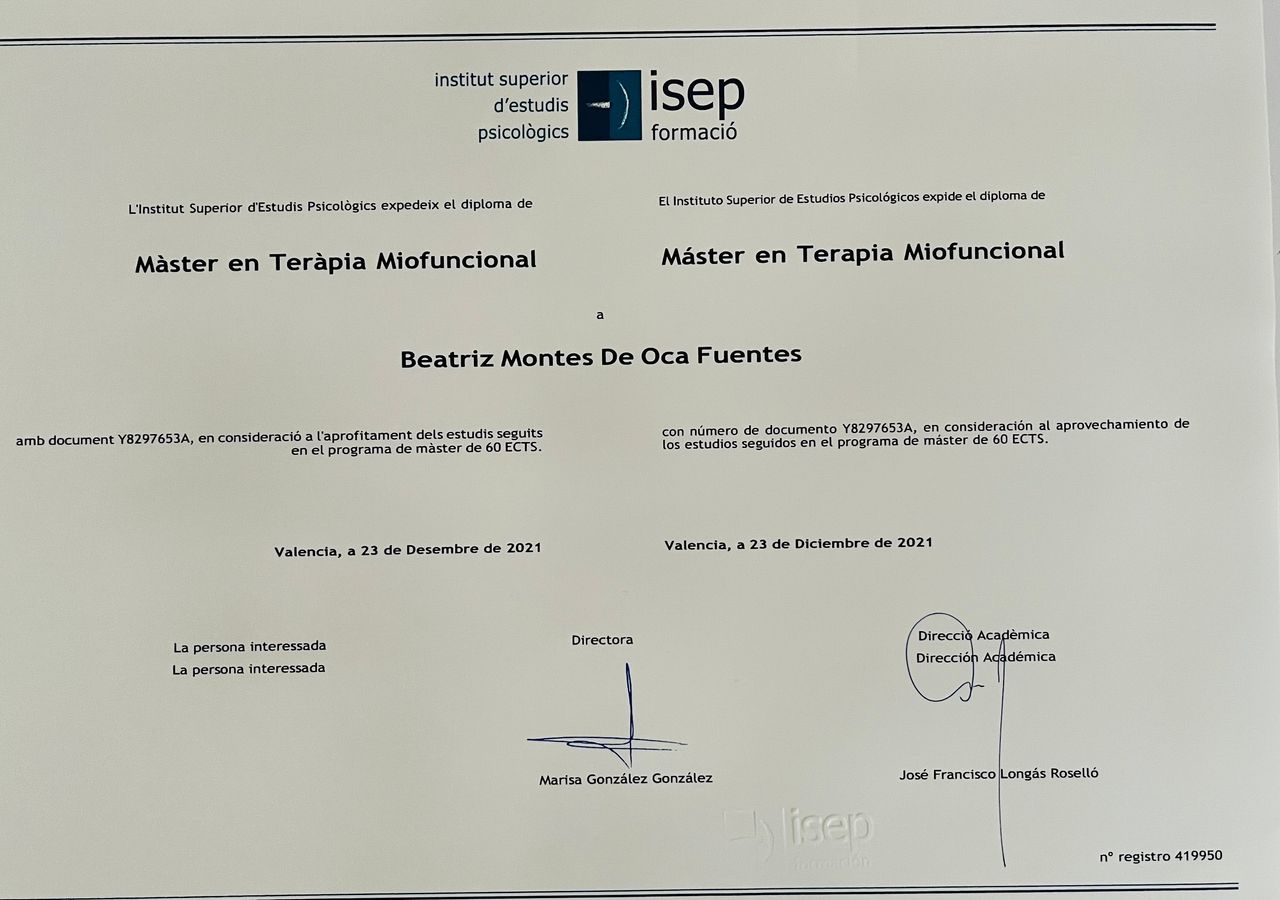 institut superior
d'estudis
psicològics
isep
formació
L'Institut Superior d'Estudis Psicològics expedeix el diploma de
Màster en Teràpia Miofuncional
El Instituto Superior de Estudios Psicológicos expide el diploma de
Máster en Terapia Miofuncional
a
Beatriz Montes De Oca Fuentes
amb document Y8297653A, en consideració a l'aprofitament dels estudis seguits
en el programa de màster de 60 ECTS.
con número de documento Y8297653A, en consideración al aprovechamiento de
los estudios seguidos en el programa de máster de 60 ECTS.
Valencia, a 23 de Desembre de 2021
Valencia, a 23 de Diciembre de 2021
La persona interessada
La persona interessada
Directora
Marisa González González
Direcció Acadèmica
Dirección Académica
José Francisco Longás Roselló
isep
formación
nº registro 419950